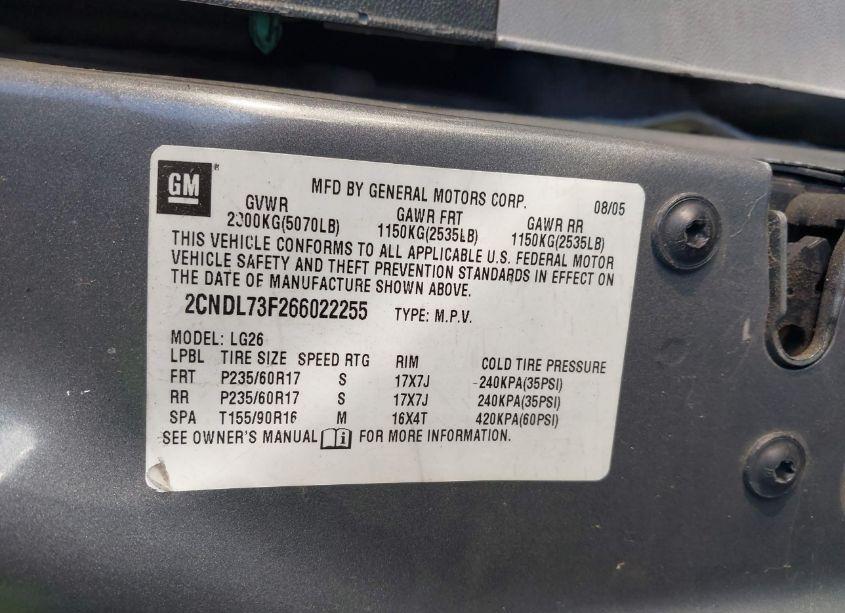 GM ®
MFD BY GENERAL MOTORS CORP. 08/05
GVWR GAWR FRT GAWR RR
2300KG(5070LB) 1150KG(2535LB) 1150KG(2535LB)
THIS VEHICLE CONFORMS TO ALL APPLICABLE U.S. FEDERAL MOTOR
VEHICLE SAFETY AND THEFT PREVENTION STANDARDS IN EFFECT ON
THE DATE OF MANUFACTURE SHOWN ABOVE.
2CNDL73F266022255 TYPE: M.P.V.
MODEL: LG26
LPBL TIRE SIZE SPEED RTG RIM COLD TIRE PRESSURE
FRT P235/60R17 S 17X7J 240KPA(35PSI)
RR P235/60R17 S 17X7J 240KPA(35PSI)
SPA T155/90R16 M 16X4T 420KPA(60PSI)
SEE OWNER'S MANUAL i FOR MORE INFORMATION.